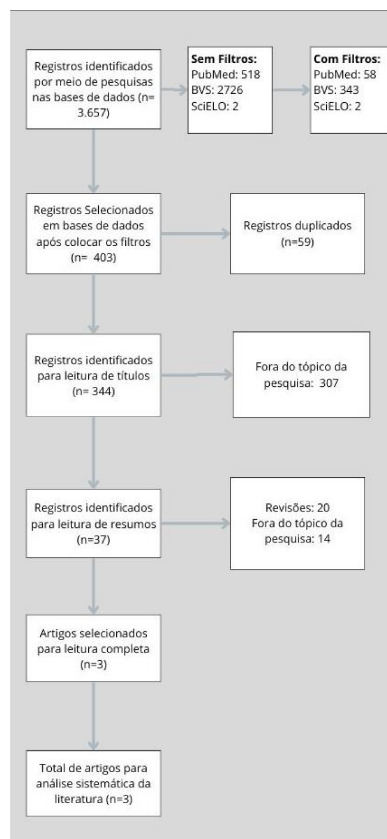 Registros identificados
por meio de pesquisas
nas bases de dados (n=
3.657)
Sem Filtros:
PubMed: 518
BVS: 2726
SciELO: 2
Com Filtros:
PubMed: 58
BVS: 343
SciELO: 2
Registros Selecionados
em bases de dados
após colocar os filtros
(n= 403)
Registros duplicados
(n=59)
Registros identificados
para leitura de títulos
(n= 344)
Fora do tópico da
pesquisa: 307
Registros identificados
para leitura de resumos
(n=37)
Revisões: 20
Fora do tópico da
pesquisa: 14
Artigos selecionados
para leitura completa
(n=3)
Total de artigos para
análise sistemática da
literatura (n=3)